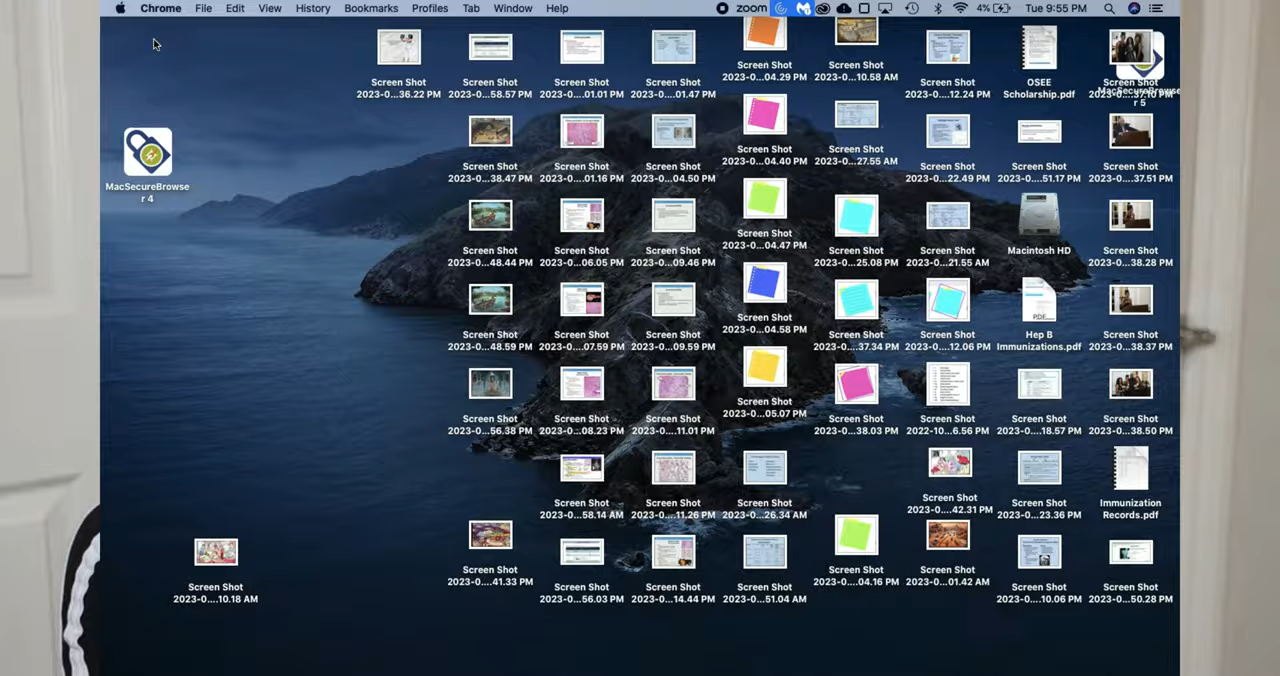 Chrome File Edit View History Bookmarks Profiles Tab Window Help zoom 4% Tue 9:55 PM
MacSecureBrowse
r 4
Screen Shot
2023-0...10.18 AM
Screen Shot
2023-0...36.22 PM
Screen Shot
2023-0...58.57 PM
Screen Shot
2023-0...38.47 PM
Screen Shot
2023-0...48.44 PM
Screen Shot
2023-0...48.59 PM
Screen Shot
2023-0...56.38 PM
Screen Shot
2023-0....41.33 PM
Screen Shot
2023-0....01.01 PM
Screen Shot
2023-0....01.16 PM
Screen Shot
2023-0...06.05 PM
Screen Shot
2023-0...07.59 PM
Screen Shot
2023-0...08.23 PM
Screen Shot
2023-0...58.14 AM
Screen Shot
2023-0...56.03 PM
Screen Shot
2023-0....01.47 PM
Screen Shot
2023-0...04.50 PM
Screen Shot
2023-0...09.46 PM
Screen Shot
2023-0...09.59 PM
Screen Shot
2023-0....11.01 PM
Screen Shot
2023-0....11.26 PM
Screen Shot
2023-0...14.44 PM
Screen Shot
2023-0...04.29 PM
Screen Shot
2023-0...04.40 PM
Screen Shot
2023-0...04.47 PM
Screen Shot
2023-0...04.58 PM
Screen Shot
2023-0...05.07 PM
Screen Shot
2023-0...26.34 AM
Screen Shot
2023-0...51.04 AM
Screen Shot
2023-0...10.58 AM
Screen Shot
2023-0...27.55 AM
Screen Shot
2023-0...25.08 PM
Screen Shot
2023-0....37.34 PM
Screen Shot
2023-0...38.03 PM
Screen Shot
2023-0....04.16 PM
Screen Shot
2023-0...12.24 PM
Screen Shot
2023-0...22.49 PM
Screen Shot
2023-0...21.55 AM
Screen Shot
2023-0....12.06 PM
Screen Shot
2022-10...6.56 PM
Screen Shot
2023-0....42.31 PM
Screen Shot
2023-0...01.42 AM
OSEE
Scholarship.pdf
Screen Shot
2023-0....51.17 PM
Macintosh HD
PDF
Hep B
Immunizations.pdf
Screen Shot
2023-0....18.57 PM
Screen Shot
2023-0...23.36 PM
Screen Shot
2023-0...10.06 PM
Screen Shot
r 5
Screen Shot
2023-0...37.51 PM
Screen Shot
2023-0...38.28 PM
Screen Shot
2023-0...38.37 PM
Screen Shot
2023-0...38.50 PM
Immunization
Records.pdf
Screen Shot
2023-0...50.28 PM